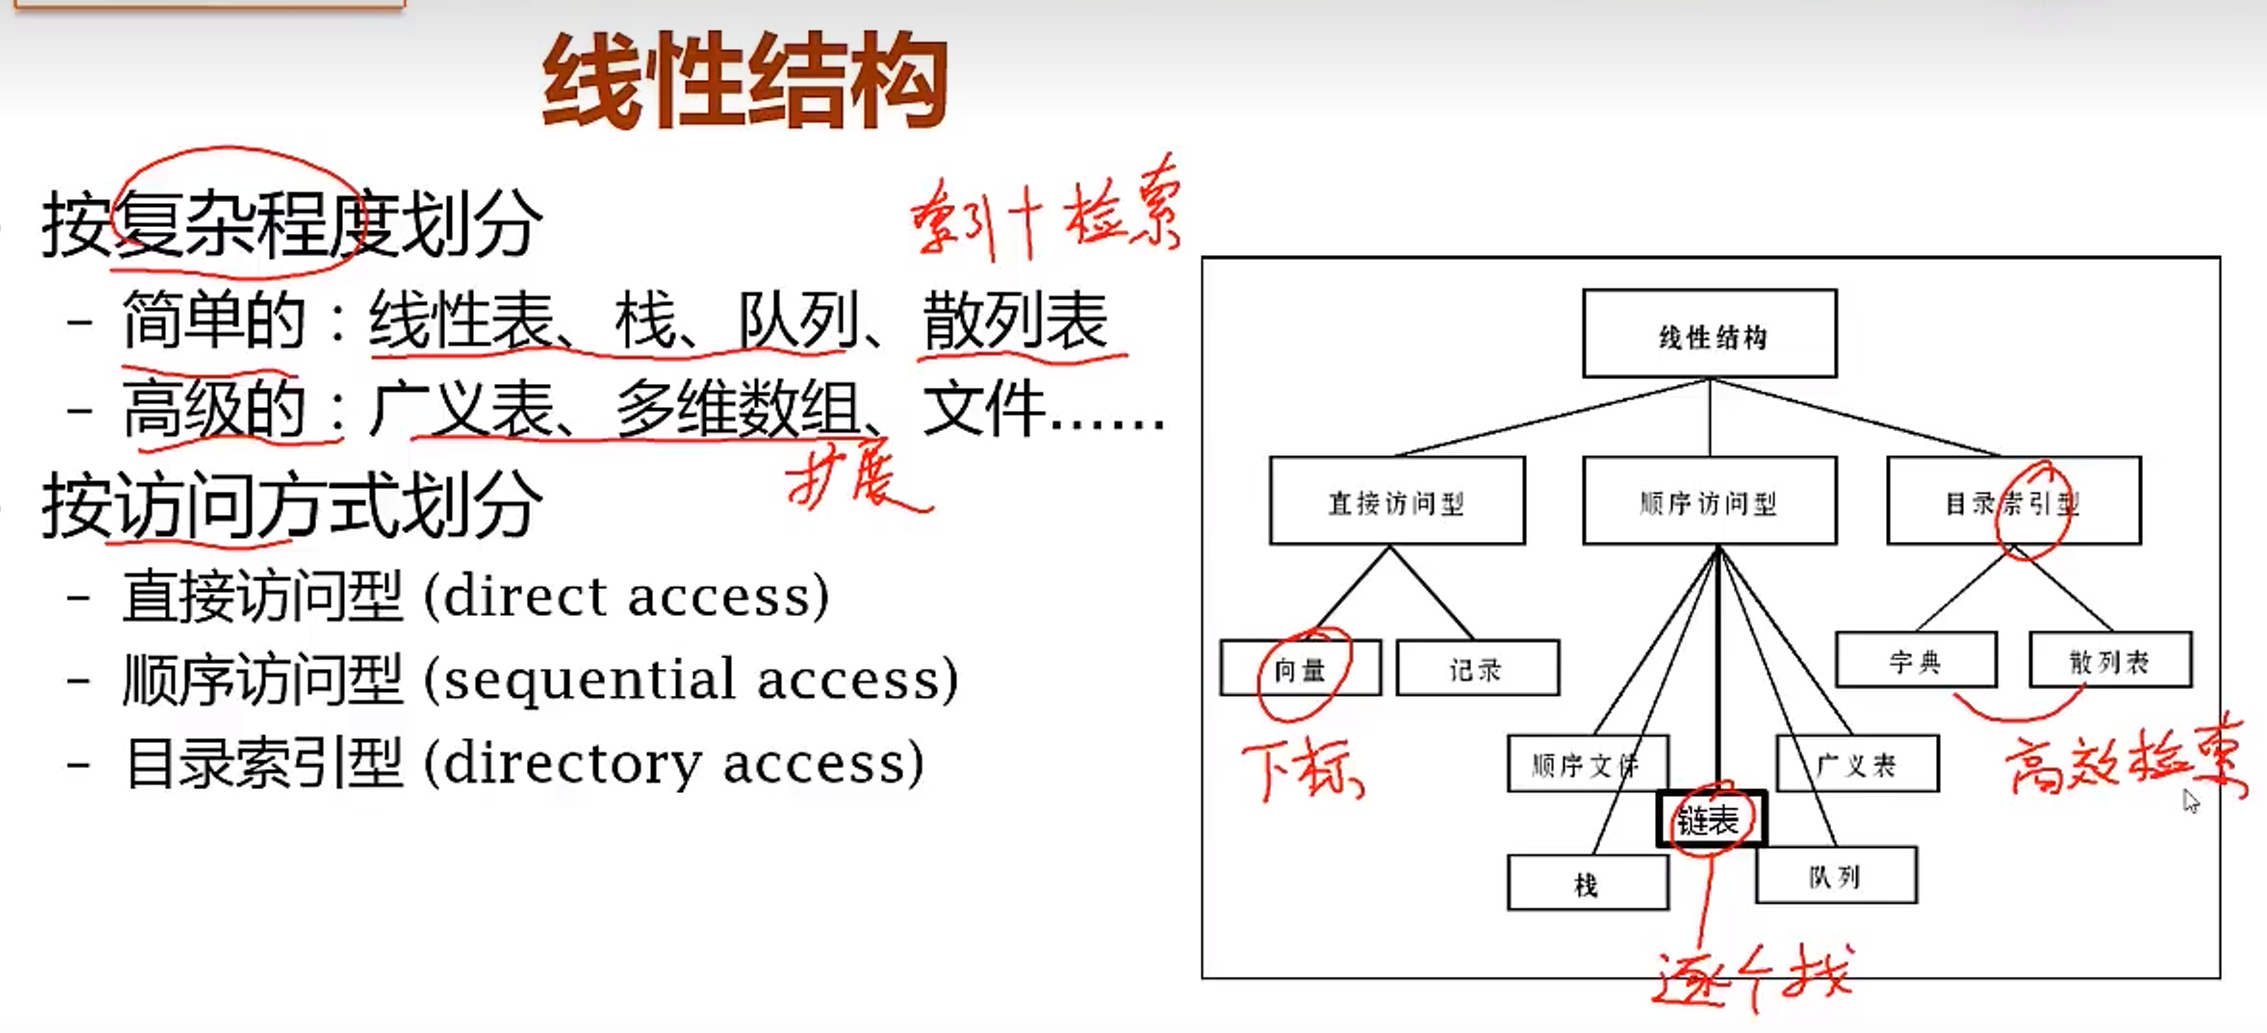 线性结构
按复杂程度划分
索引+检索
– 简单的：线性表、栈、队列、散列表
– 高级的：广义表、多维数组、文件……
扩展
按访问方式划分
– 直接访问型 (direct access)
– 顺序访问型 (sequential access)
– 目录索引型 (directory access)
线性结构
直接访问型
顺序访问型
目录索引型
向量
记录
字典
散列表
下标
顺序文件
广义表
高效检索
链表
栈
队列
逐个找